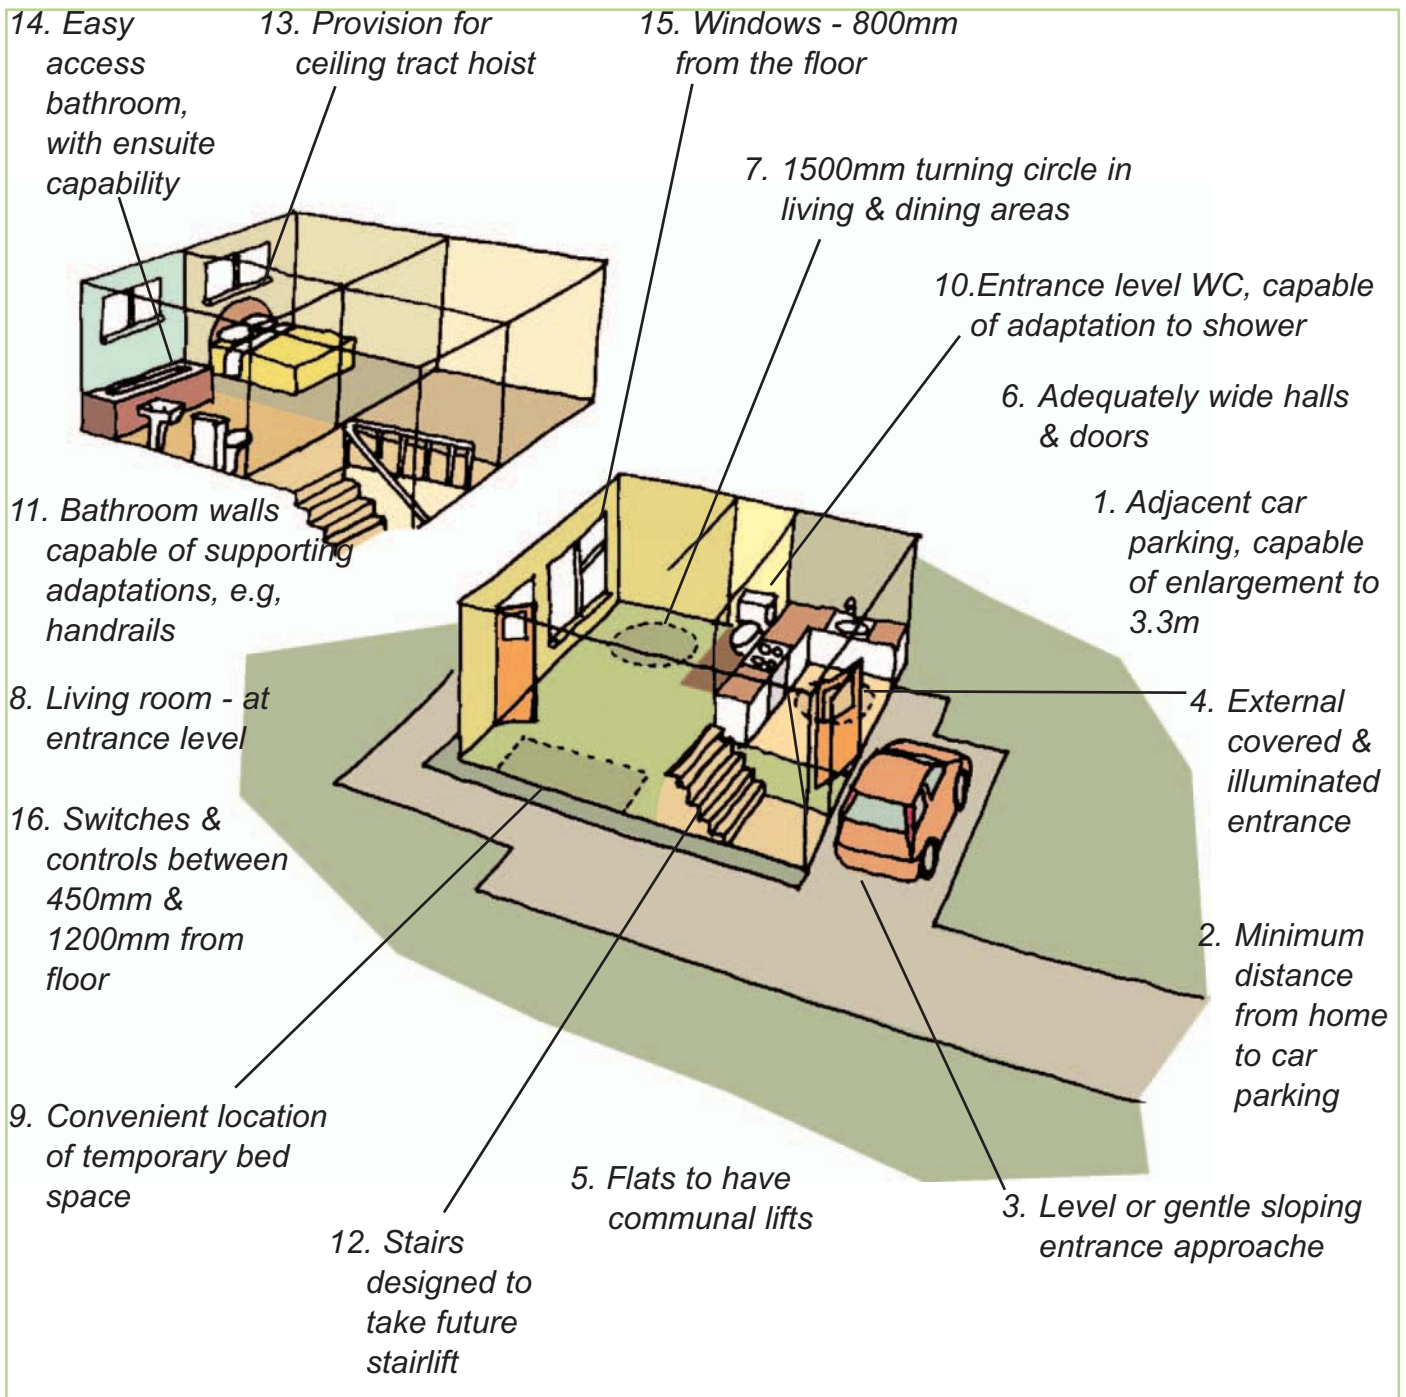 14. Easy
access
bathroom,
with ensuite
capability
13. Provision for
ceiling tract hoist
15. Windows - 800mm
from the floor
7. 1500mm turning circle in
living & dining areas
10.Entrance level WC, capable
of adaptation to shower
6. Adequately wide halls
& doors
1. Adjacent car
parking, capable
of enlargement to
3.3m
11. Bathroom walls
capable of supporting
adaptations, e.g,
handrails
8. Living room - at
entrance level
4. External
covered &
illuminated
entrance
16. Switches &
controls between
450mm &
1200mm from
floor
2. Minimum
distance
from home
to car
parking
9. Convenient location
of temporary bed
space
5. Flats to have
communal lifts
3. Level or gentle sloping
entrance approache
12. Stairs
designed to
take future
stairlift